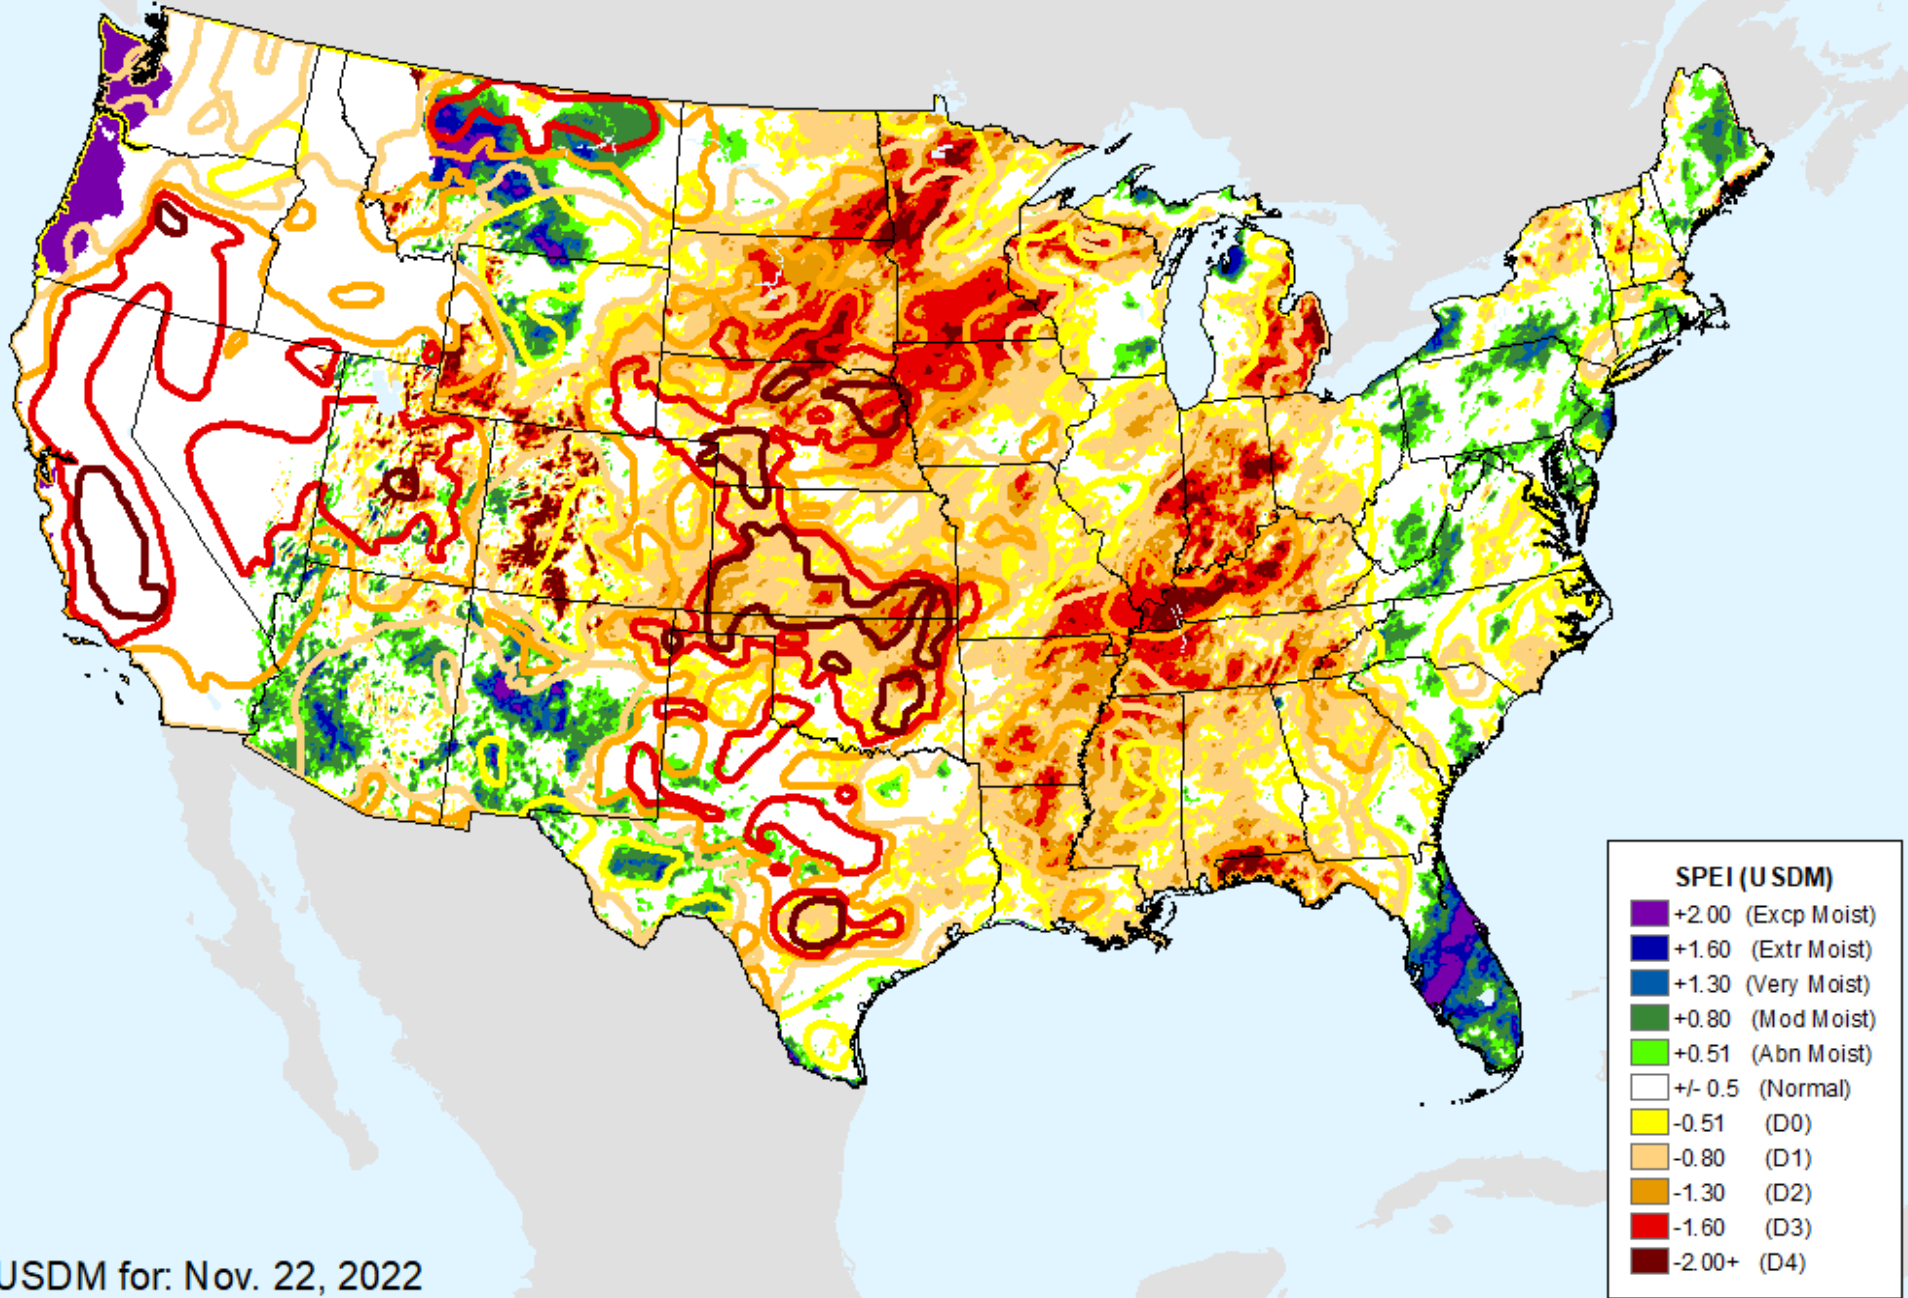 SPEI (USDM)
+2.00 (Excp Moist)
+1.60 (Extr Moist)
+1.30 (Very Moist)
+0.80 (Mod Moist)
+0.51 (Abn Moist)
+/- 0.5 (Normal)
-0.51 (D0)
-0.80 (D1)
-1.30 (D2)
-1.60 (D3)
-2.00+ (D4)
USDM for: Nov. 22, 2022